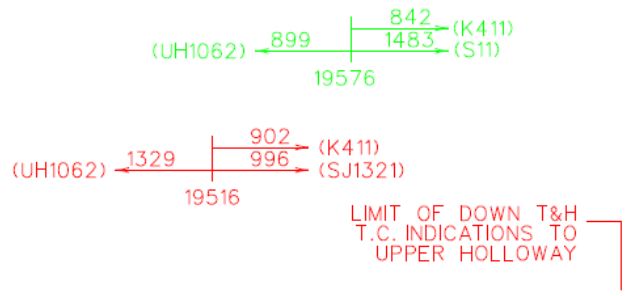 842 (K411)
(UH1062) 899 1483 (S11)
19576
902 (K411)
(UH1062) 1329 996 (SJ1321)
19516
LIMIT OF DOWN T&H
T.C. INDICATIONS TO
UPPER HOLLOWAY